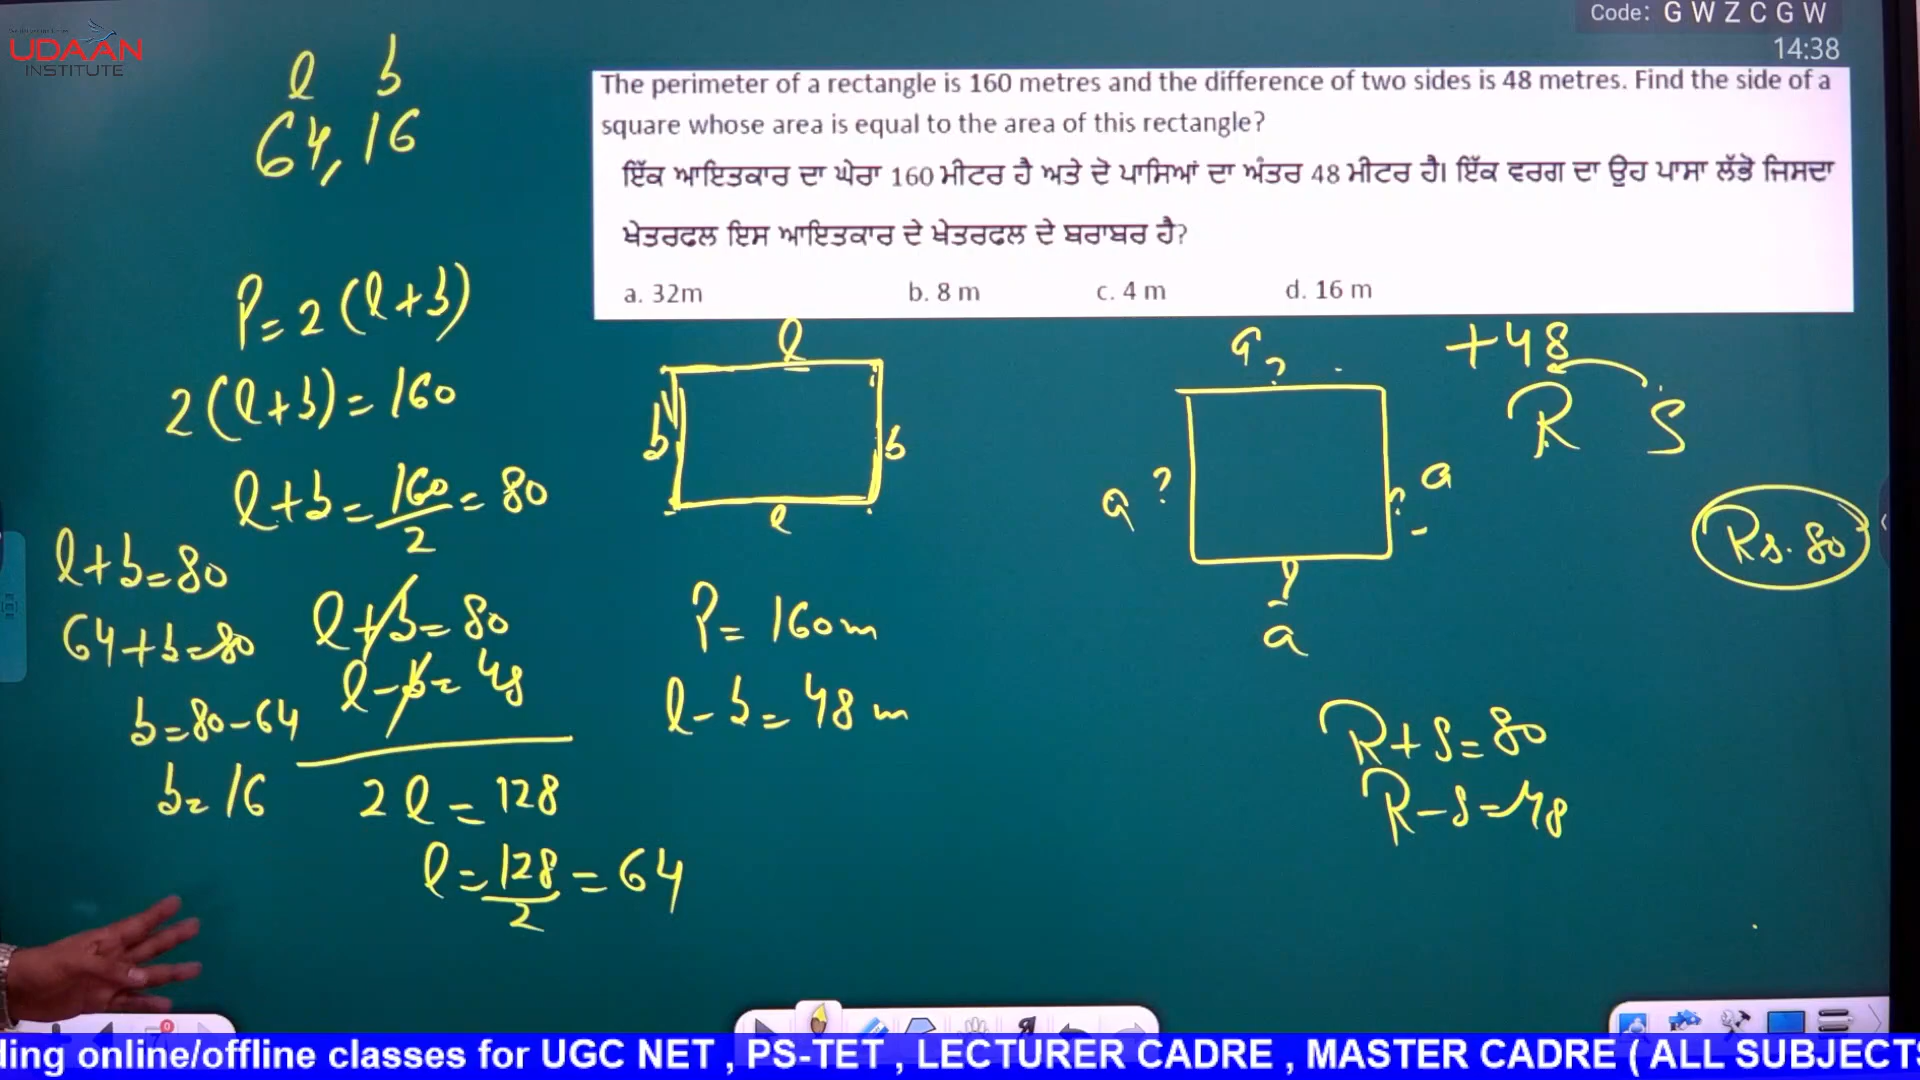 Code: G W Z C G W
14:38
UDAAN
INSTITUTE
l b
64, 16
The perimeter of a rectangle is 160 metres and the difference of two sides is 48 metres. Find the side of a
square whose area is equal to the area of this rectangle?
ਇੱਕ ਆਇਤਕਾਰ ਦਾ ਘੇਰਾ 160 ਮੀਟਰ ਹੈ ਅਤੇ ਦੋ ਪਾਸਿਆਂ ਦਾ ਅੰਤਰ 48 ਮੀਟਰ ਹੈ। ਇੱਕ ਵਰਗ ਦਾ ਉਹ ਪਾਸਾ ਲੱਭੋ ਜਿਸਦਾ
ਖੇਤਰਫਲ ਇਸ ਆਇਤਕਾਰ ਦੇ ਖੇਤਰਫਲ ਦੇ ਬਰਾਬਰ ਹੈ?
a. 32m b. 8 m c. 4 m d. 16 m
P = 2 (l + b)
2 (l + b) = 160
l + b = 160/2 = 80
l + b = 80
64 + b = 80
b = 80 - 64
b = 16
l + b = 80
l - b = 48
2 l = 128
l = 128/2 = 64
l
b
b
l
P = 160m
l - b = 48 m
a ?
a ?
? a
?
a
+48
R S
Rs. 80
R + S = 80
R - S = 48
ding online/offline classes for UGC NET , PS-TET , LECTURER CADRE , MASTER CADRE ( ALL SUBJECTS